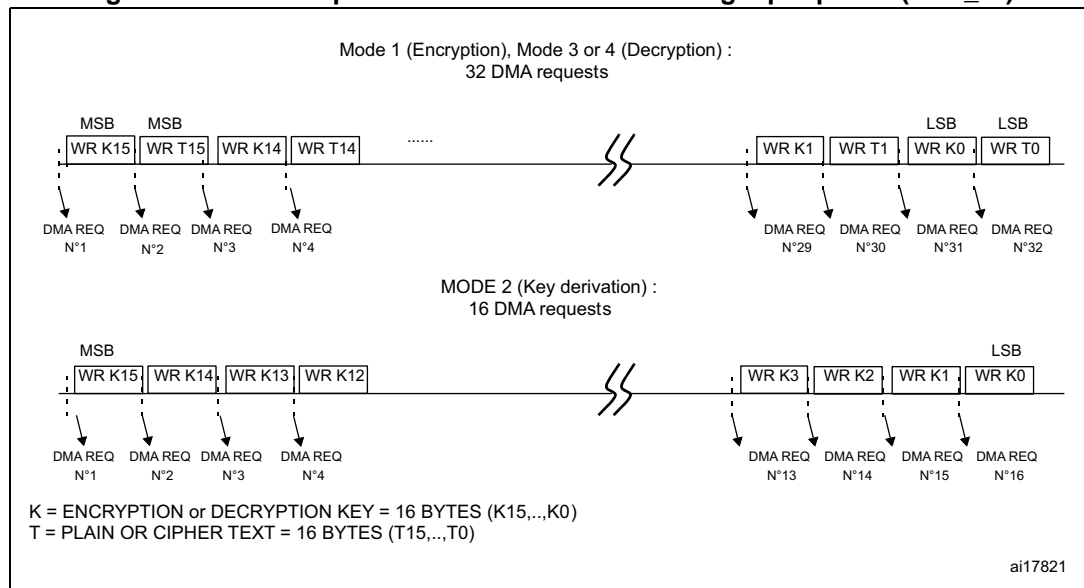 Mode 1 (Encryption), Mode 3 or 4 (Decryption) :
32 DMA requests
MSB MSB LSB LSB
WR K15 WR T15 WR K14 WR T14 ...... WR K1 WR T1 WR K0 WR T0
DMA REQ DMA REQ DMA REQ DMA REQ DMA REQ DMA REQ DMA REQ DMA REQ
N°1 N°2 N°3 N°4 N°29 N°30 N°31 N°32
MODE 2 (Key derivation) :
16 DMA requests
MSB LSB
WR K15 WR K14 WR K13 WR K12 WR K3 WR K2 WR K1 WR K0
DMA REQ DMA REQ DMA REQ DMA REQ DMA REQ DMA REQ DMA REQ DMA REQ
N°1 N°2 N°3 N°4 N°13 N°14 N°15 N°16
K = ENCRYPTION or DECRYPTION KEY = 16 BYTES (K15,..,K0)
T = PLAIN OR CIPHER TEXT = 16 BYTES (T15,..,T0)
ai17821